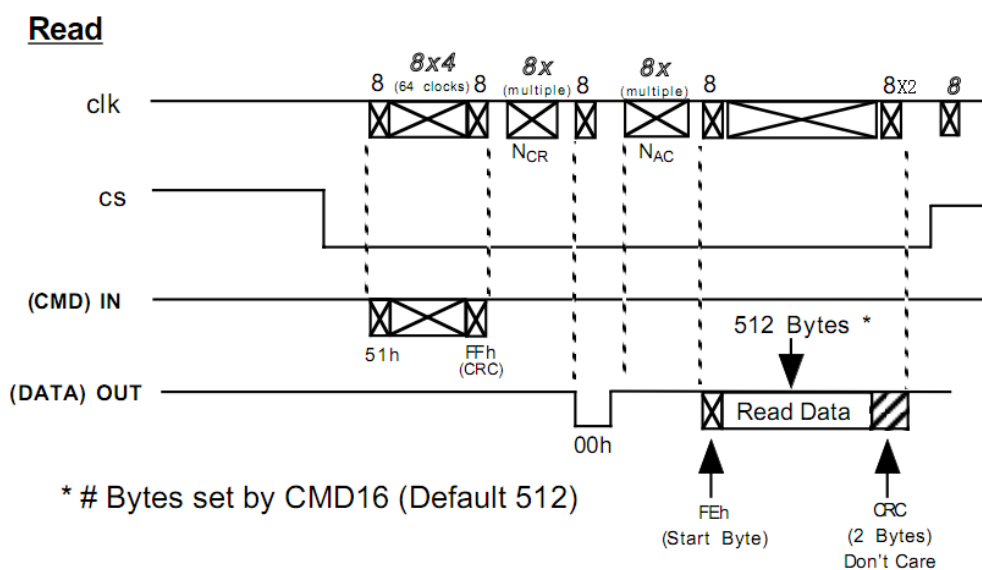 Read
8 8x4 8 8x 8 8x 8 8X2 8
(64 clocks) (multiple) (multiple)
clk
NCR NAC
cs
(CMD) IN
512 Bytes *
51h FFh
(CRC)
(DATA) OUT
Read Data
00h
* # Bytes set by CMD16 (Default 512)
FEh CRC
(Start Byte) (2 Bytes)
Don't Care